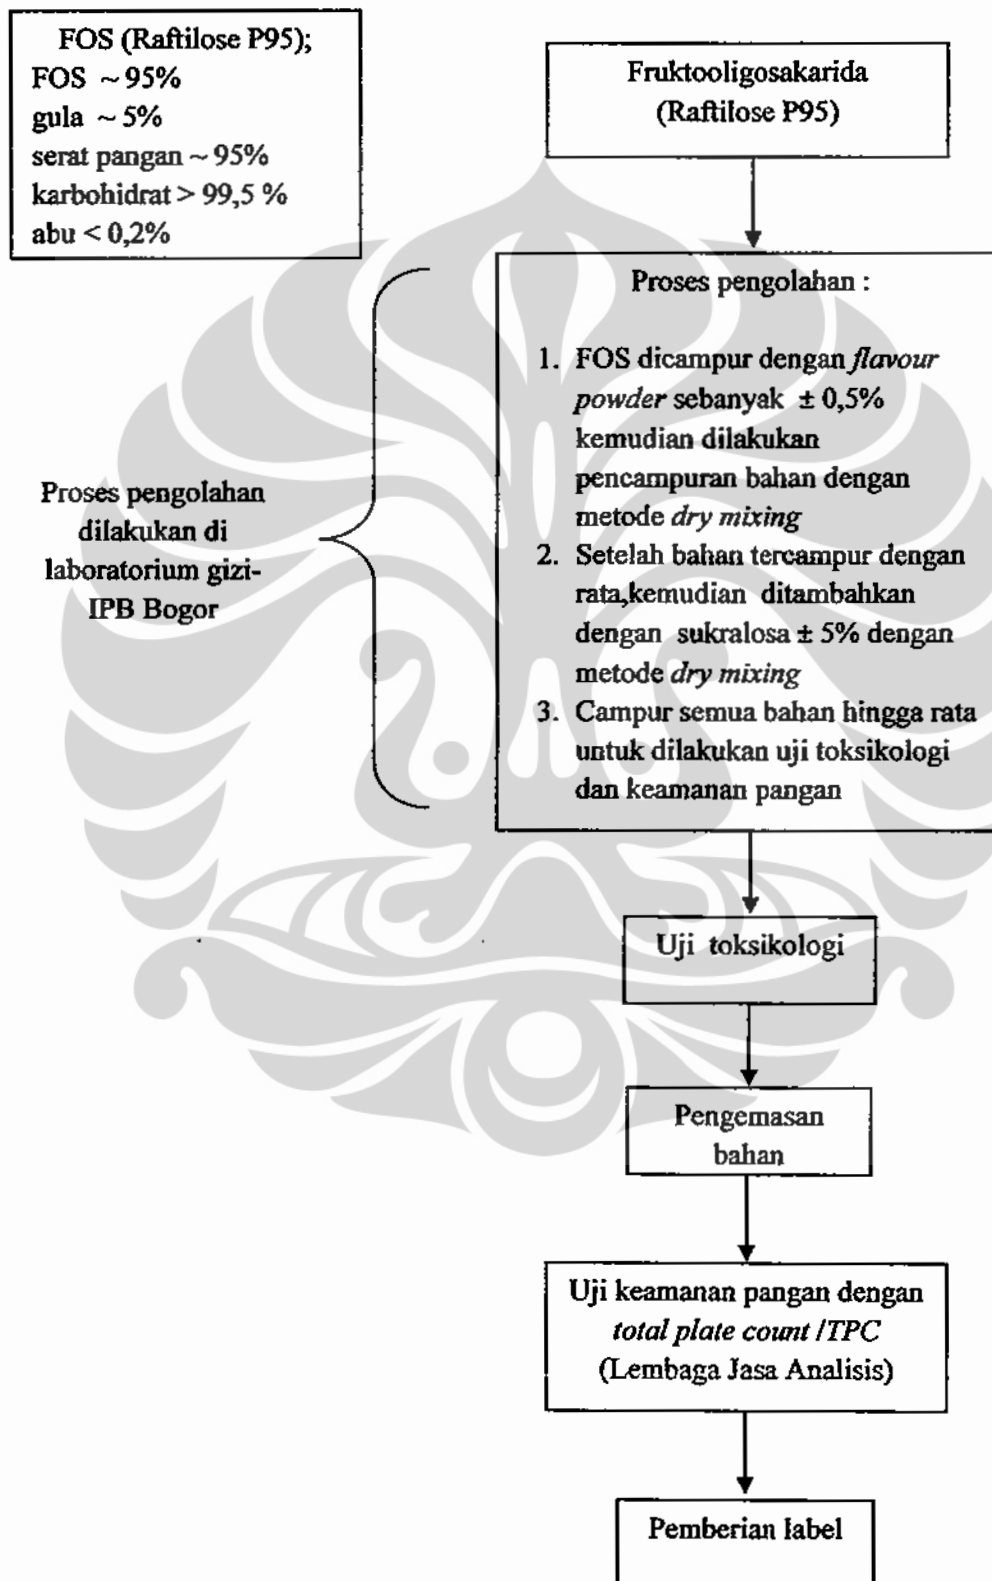 FOS (Raftilose P95);
FOS ~ 95%
gula ~ 5%
serat pangan ~ 95%
karbohidrat > 99,5 %
abu < 0,2%
Fruktooligosakarida
(Raftilose P95)
Proses pengolahan
dilakukan di
laboratorium gizi-
IPB Bogor
Proses pengolahan :
1. FOS dicampur dengan flavour
powder sebanyak ± 0,5%
kemudian dilakukan
pencampuran bahan dengan
metode dry mixing
2. Setelah bahan tercampur dengan
rata,kemudian ditambahkan
dengan sukralosa ± 5% dengan
metode dry mixing
3. Campur semua bahan hingga rata
untuk dilakukan uji toksikologi
dan keamanan pangan
Uji toksikologi
Pengemasan
bahan
Uji keamanan pangan dengan
total plate count /TPC
(Lembaga Jasa Analisis)
Pemberian label